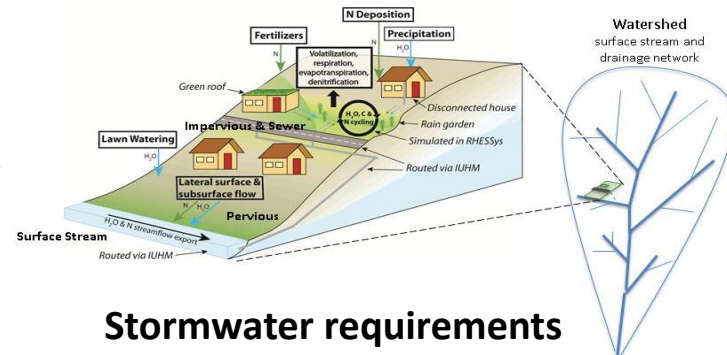 N Deposition
Fertilizers
Precipitation
N
N
H₂O
Volatilization,
respiration,
evapotranspiration,
denitrification
Green roof
H₂O, C &
N cycling
Disconnected house
Rain garden
Simulated in RHESSys
Impervious & Sewer
Routed via IUHM
Lawn Watering
H₂O
Lateral surface &
subsurface flow
N
H₂O
Pervious
H₂O & N streamflow export
Surface Stream
Routed via IUHM
Watershed
surface stream and
drainage network
Stormwater requirements